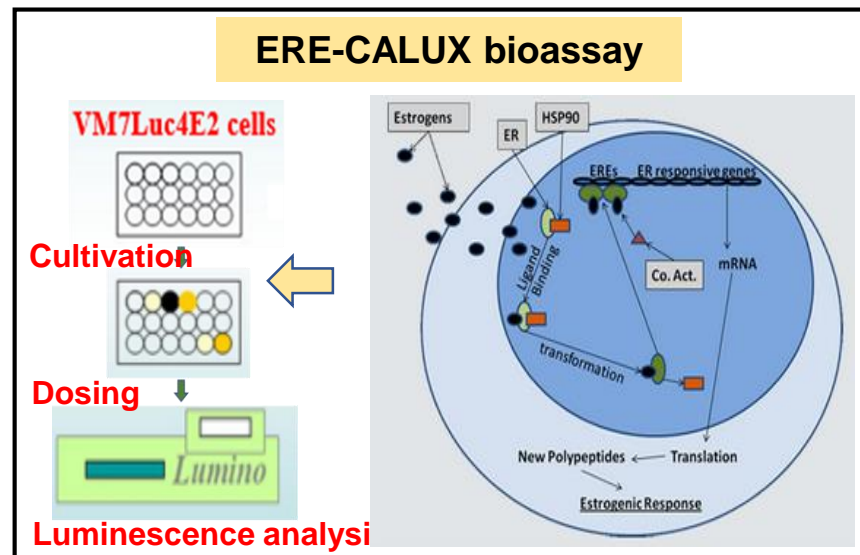 ERE-CALUX bioassay
VM7Luc4E2 cells
Cultivation
Dosing
Lumino
Luminescence analysi
Estrogens
ER
HSP90
EREs ER responsive genes
Ligand
Binding
mRNA
Co. Act.
transformation
New Polypeptides
Translation
Estrogenic Response